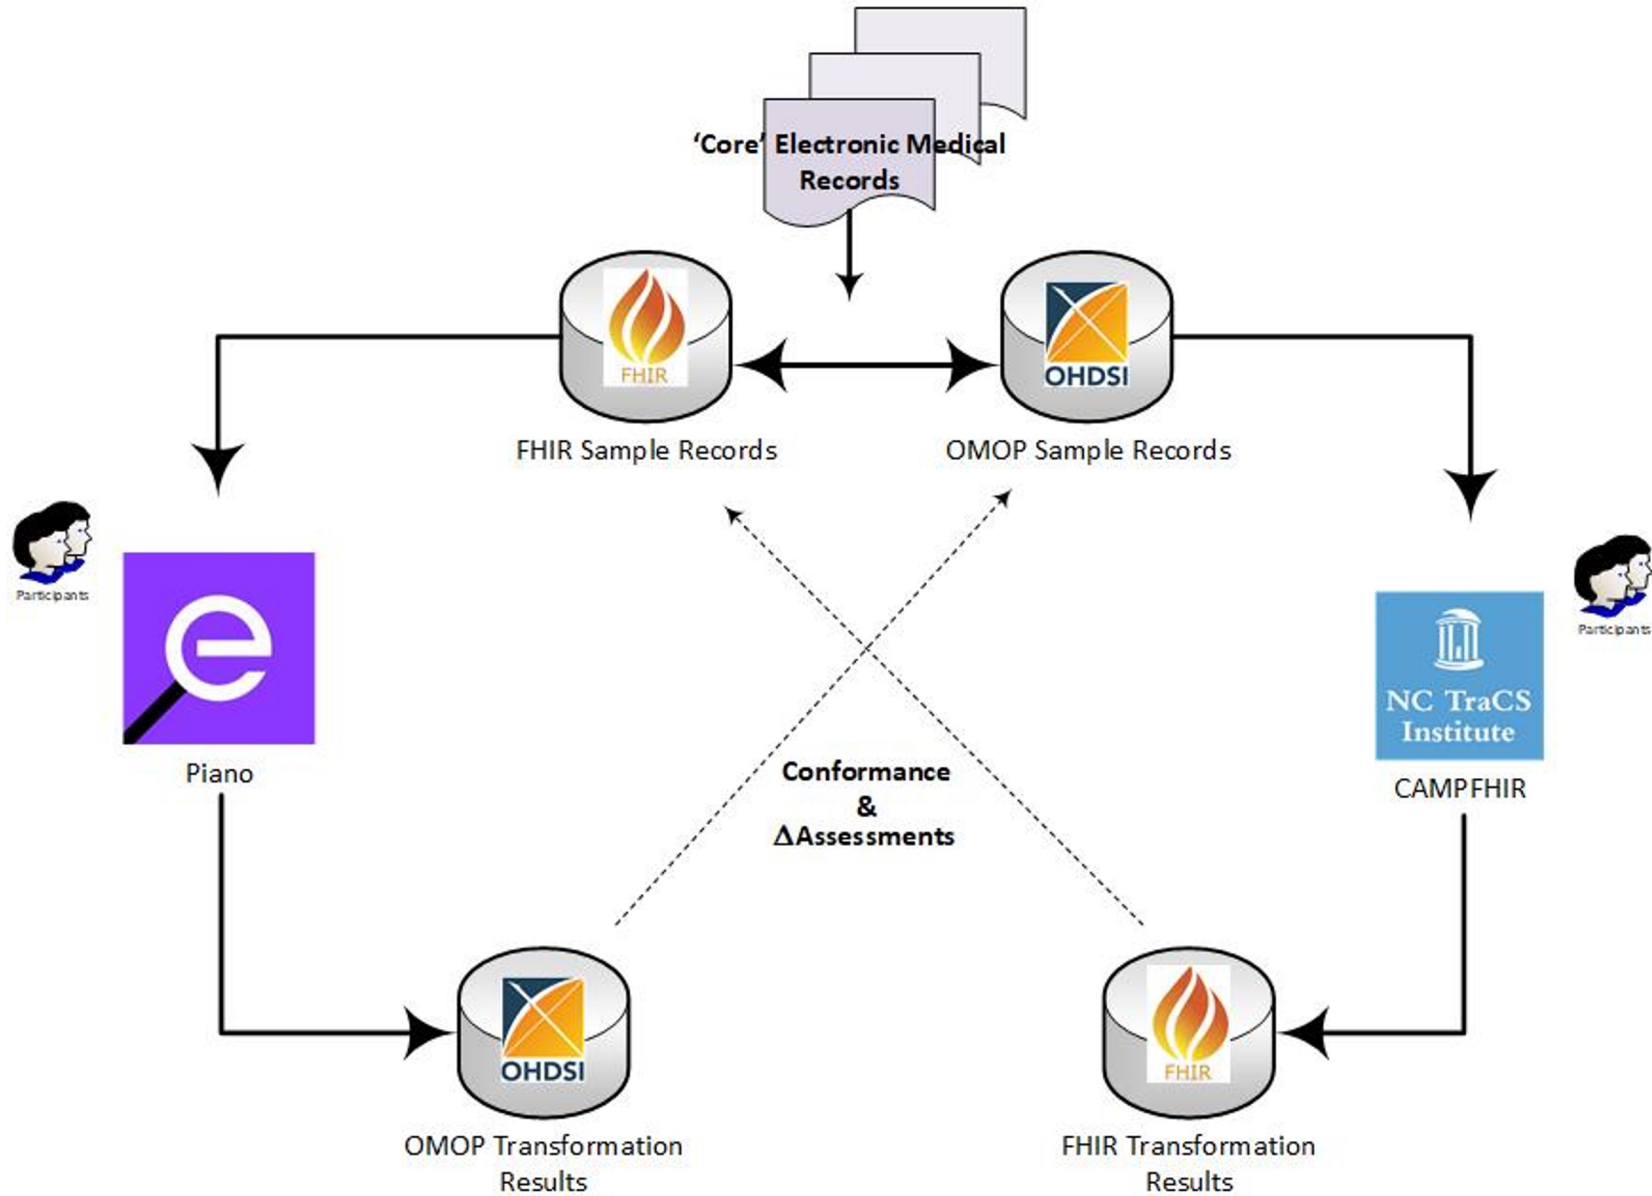 ‘Core’ Electronic Medical
Records
FHIR
OHDSI
FHIR Sample Records
OMOP Sample Records
Participants
Participants
e
NC TraCS
Institute
Piano
CAMPFHIR
Conformance
&
ΔAssessments
OHDSI
FHIR
OMOP Transformation
Results
FHIR Transformation
Results